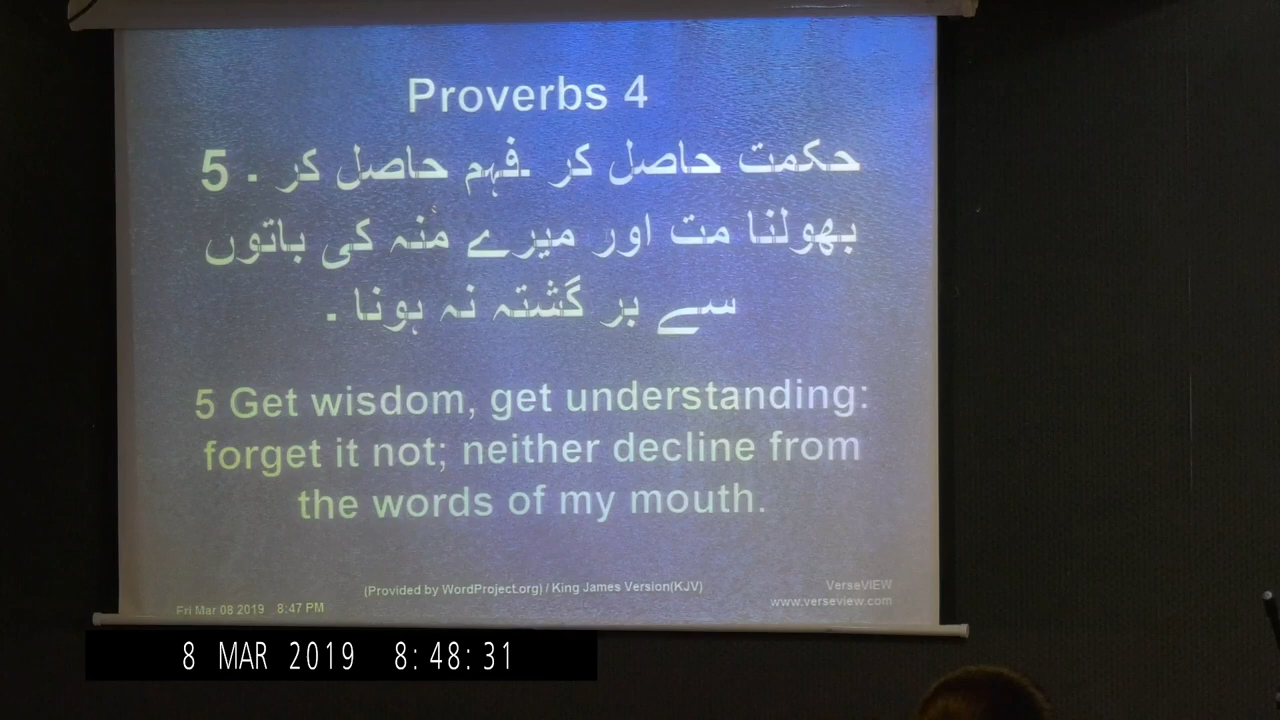 Proverbs 4
حکمت حاصل کر ۔فہم حاصل کر ۔ 5
بھولنا مت اور میرے مُنہ کی باتوں
سے بر گشتہ نہ ہونا ۔
5 Get wisdom, get understanding:
forget it not; neither decline from
the words of my mouth.
(Provided by WordProject.org) / King James Version(KJV)
VerseVIEW
www.verseview.com
Fri Mar 08 2019 8:47 PM
8 MAR 2019 8:48:31